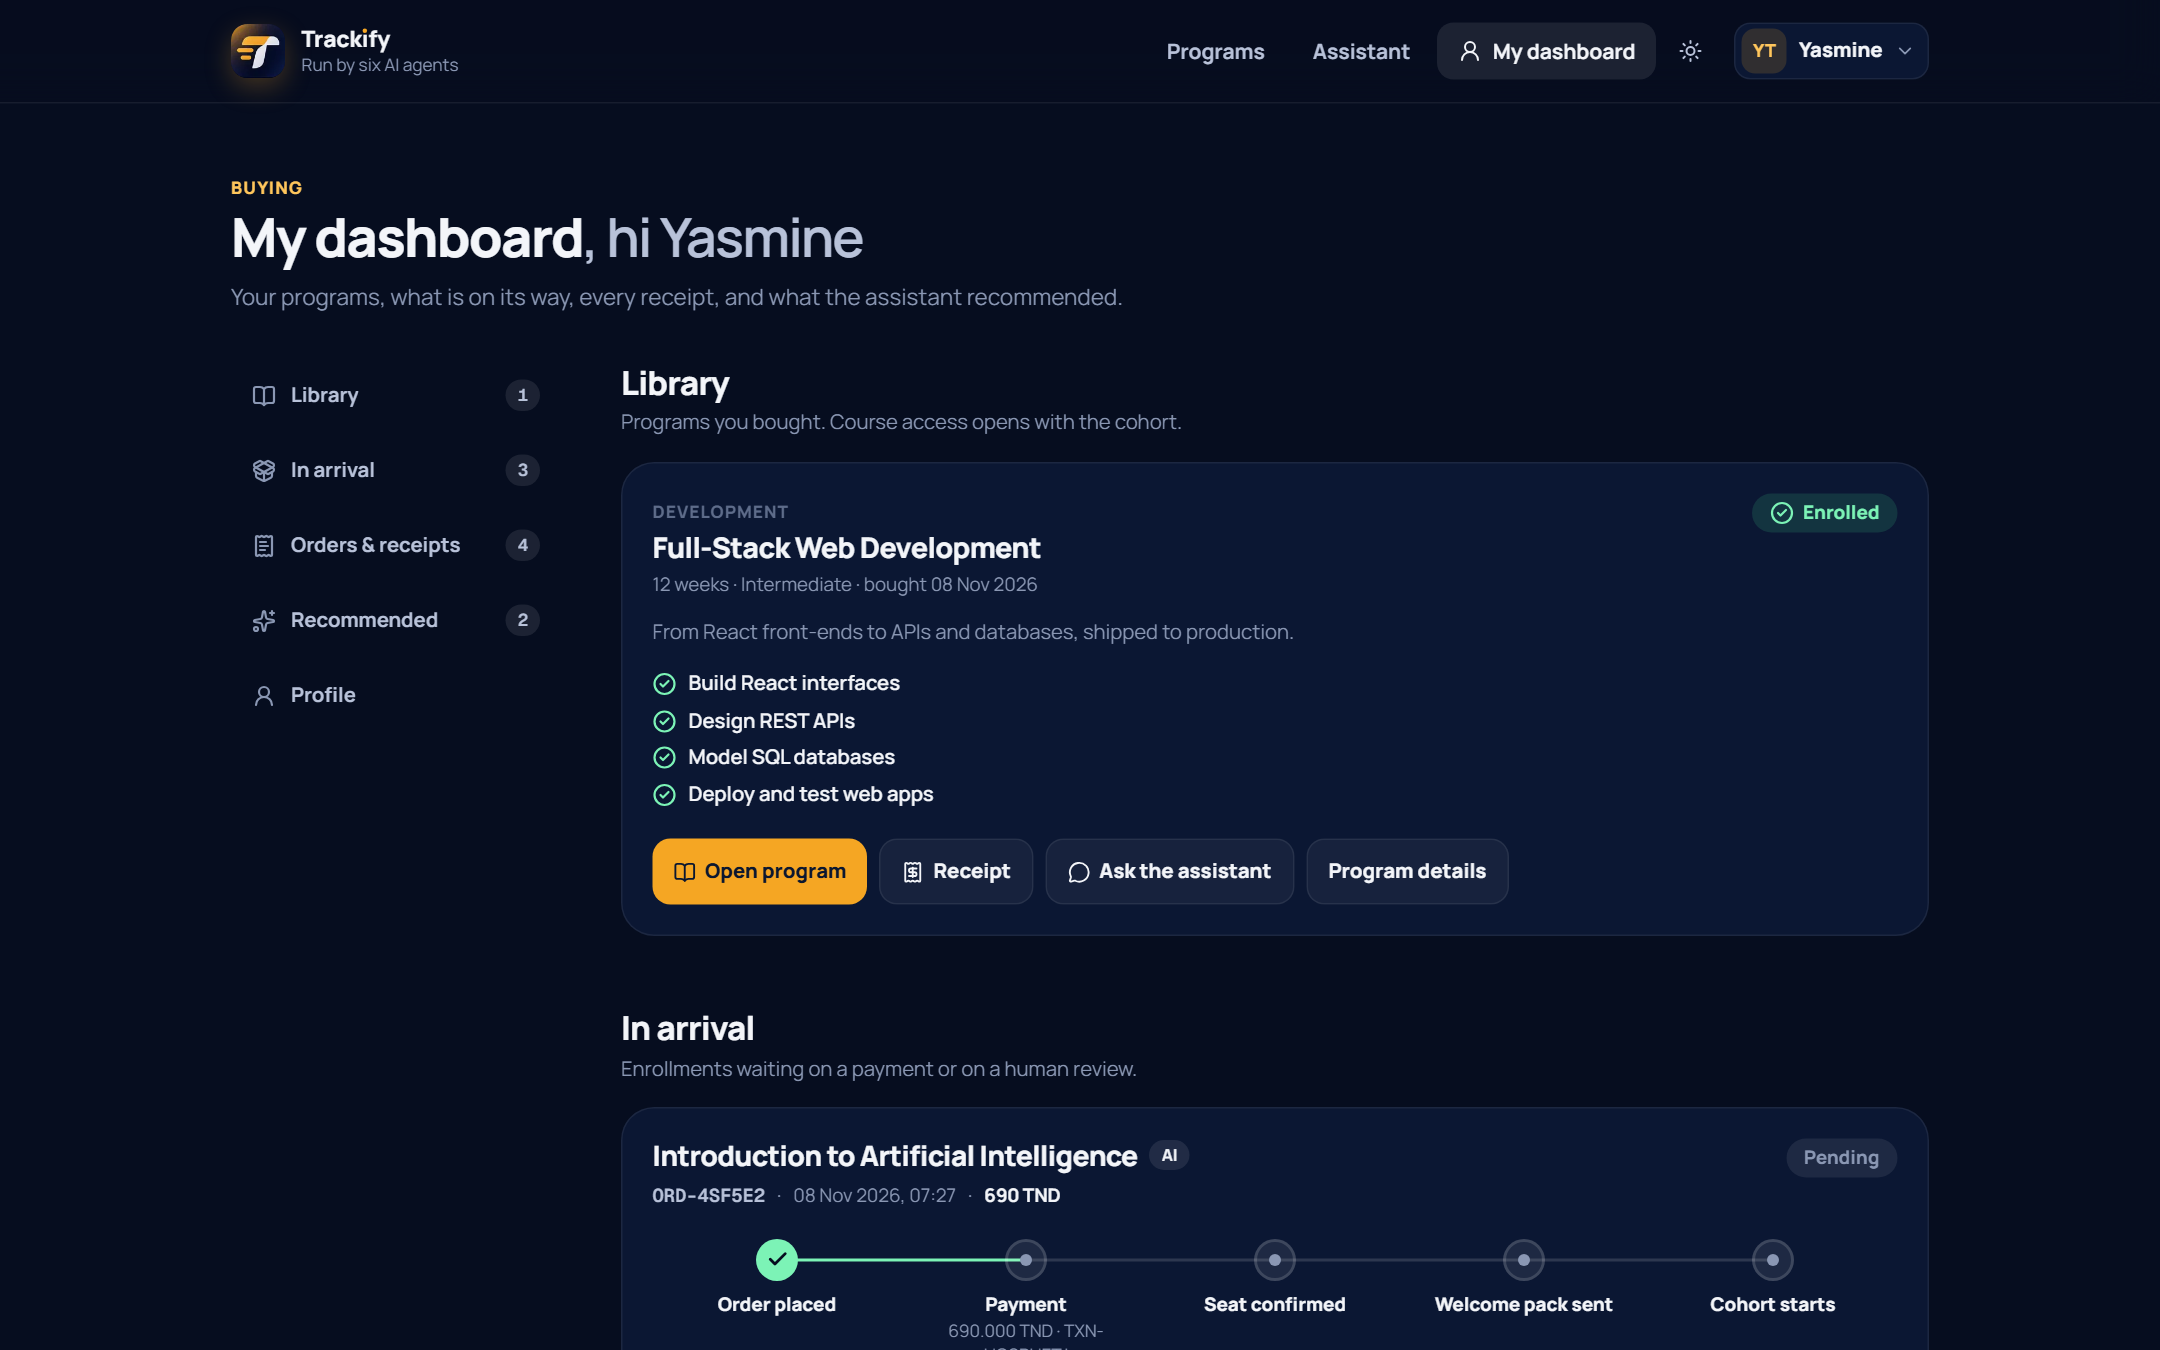 Trackify
Run by six AI agents
Programs
Assistant
My dashboard
YT
Yasmine
BUYING
My dashboard, hi Yasmine
Your programs, what is on its way, every receipt, and what the assistant recommended.
Library
1
In arrival
3
Orders & receipts
4
Recommended
2
Profile
Library
Programs you bought. Course access opens with the cohort.
DEVELOPMENT
Enrolled
Full-Stack Web Development
12 weeks · Intermediate · bought 08 Nov 2026
From React front-ends to APIs and databases, shipped to production.
Build React interfaces
Design REST APIs
Model SQL databases
Deploy and test web apps
Open program
Receipt
Ask the assistant
Program details
In arrival
Enrollments waiting on a payment or on a human review.
Introduction to Artificial Intelligence
AI
Pending
ORD-4SF5E2 · 08 Nov 2026, 07:27 · 690 TND
Order placed
Payment
Seat confirmed
Welcome pack sent
Cohort starts
690.000 TND · TXN-